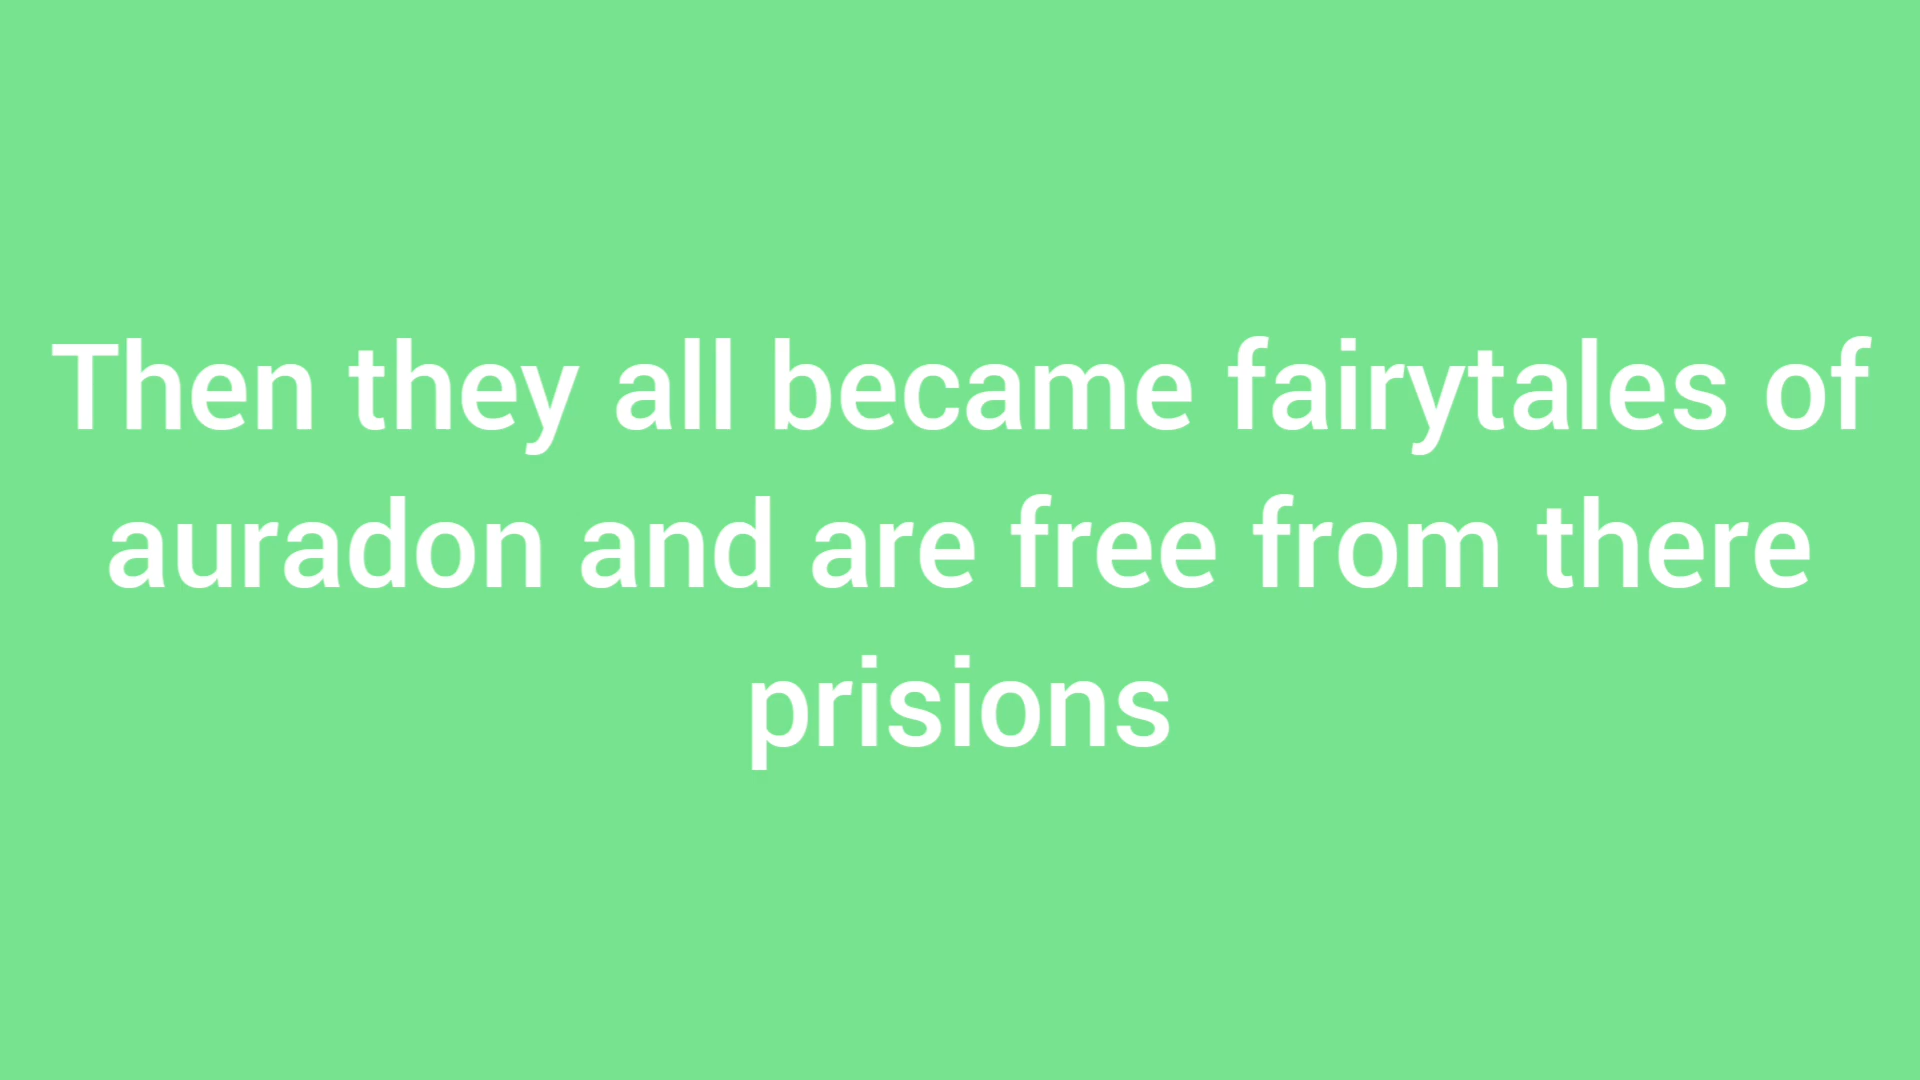 Then they all became fairytales of
auradon and are free from there
prisions